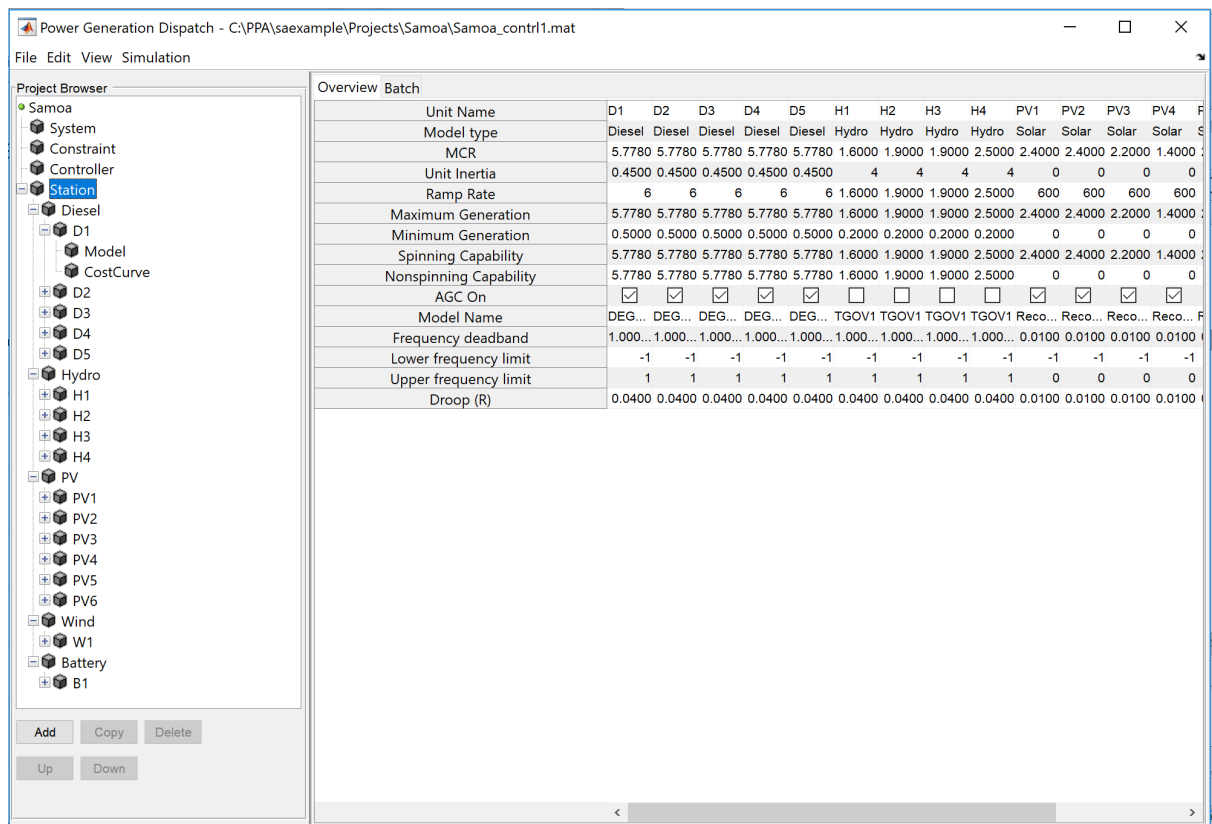 Power Generation Dispatch - C:\PPA\saexample\Projects\Samoa\Samoa_contrl1.mat
File Edit View Simulation
Project Browser
Samoa
System
Constraint
Controller
Station
Diesel
D1
Model
CostCurve
D2
D3
D4
D5
Hydro
H1
H2
H3
H4
PV
PV1
PV2
PV3
PV4
PV5
PV6
Wind
W1
Battery
B1
Add Copy Delete
Up Down
Overview Batch
Unit Name D1 D2 D3 D4 D5 H1 H2 H3 H4 PV1 PV2 PV3 PV4
Model type Diesel Diesel Diesel Diesel Diesel Hydro Hydro Hydro Hydro Solar Solar Solar Solar
MCR 5.7780 5.7780 5.7780 5.7780 5.7780 1.6000 1.9000 1.9000 2.5000 2.4000 2.4000 2.2000 1.4000
Unit Inertia 0.4500 0.4500 0.4500 0.4500 0.4500 4 4 4 4 0 0 0 0
Ramp Rate 6 6 6 6 6 1.6000 1.9000 1.9000 2.5000 600 600 600 600
Maximum Generation 5.7780 5.7780 5.7780 5.7780 5.7780 1.6000 1.9000 1.9000 2.5000 2.4000 2.4000 2.2000 1.4000
Minimum Generation 0.5000 0.5000 0.5000 0.5000 0.5000 0.2000 0.2000 0.2000 0.2000 0 0 0 0
Spinning Capability 5.7780 5.7780 5.7780 5.7780 5.7780 1.6000 1.9000 1.9000 2.5000 2.4000 2.4000 2.2000 1.4000
Nonspinning Capability 5.7780 5.7780 5.7780 5.7780 5.7780 1.6000 1.9000 1.9000 2.5000 0 0 0 0
AGC On
Model Name DEG... DEG... DEG... DEG... DEG... TGOV1 TGOV1 TGOV1 TGOV1 Reco... Reco... Reco... Reco...
Frequency deadband 1.000... 1.000... 1.000... 1.000... 1.000... 1.000... 1.000... 1.000... 1.000... 0.0100 0.0100 0.0100 0.0100
Lower frequency limit -1 -1 -1 -1 -1 -1 -1 -1 -1 -1 -1 -1 -1
Upper frequency limit 1 1 1 1 1 1 1 1 1 0 0 0 0
Droop (R) 0.0400 0.0400 0.0400 0.0400 0.0400 0.0400 0.0400 0.0400 0.0400 0.0100 0.0100 0.0100 0.0100